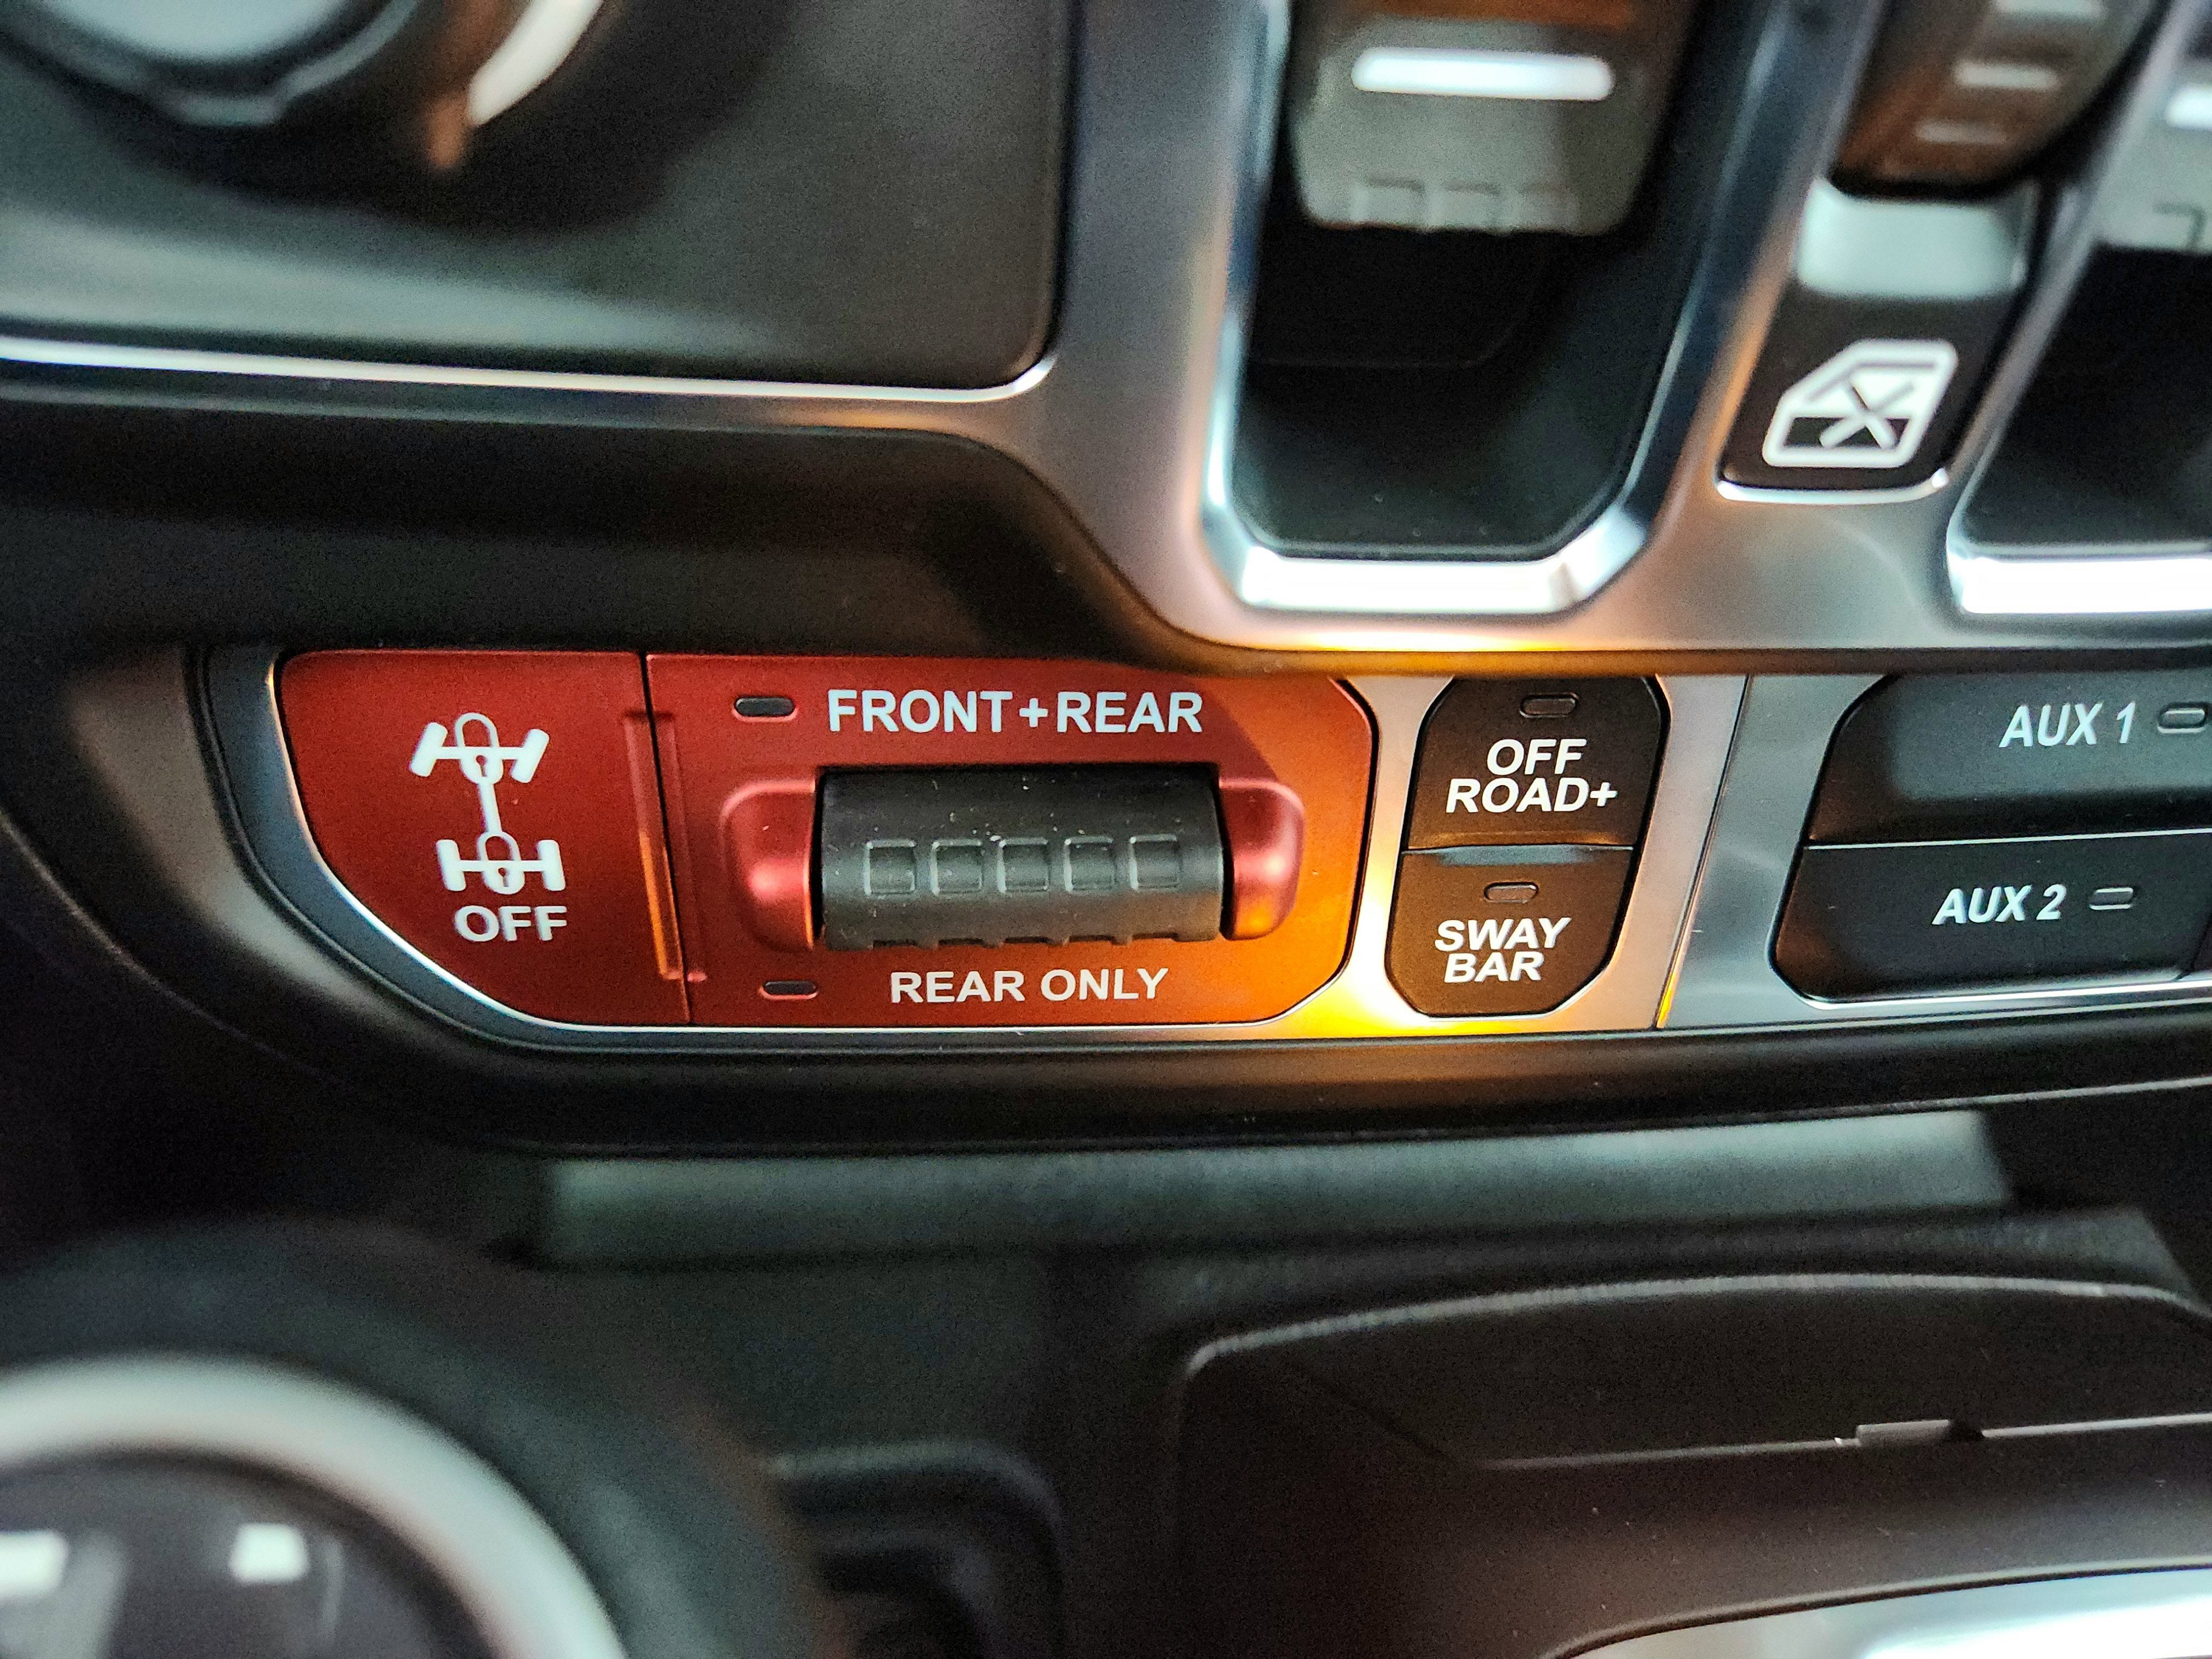 FRONT+REAR
OFF
REAR ONLY
OFF
ROAD+
SWAY
BAR
AUX 1
AUX 2